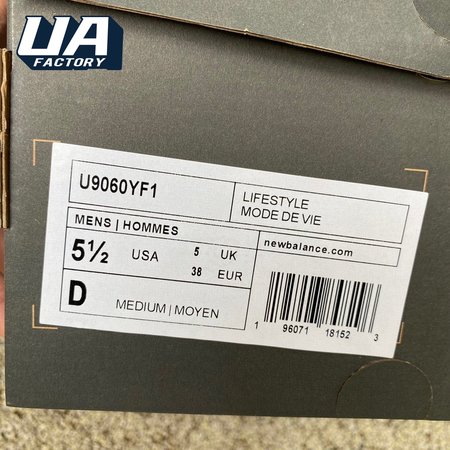 UA
FACTORY
U9060YF1
LIFESTYLE
MODE DE VIE
MENS | HOMMES
5½ USA 5 UK
38 EUR
newbalance.com
D MEDIUM | MOYEN
1 96071 18152 3